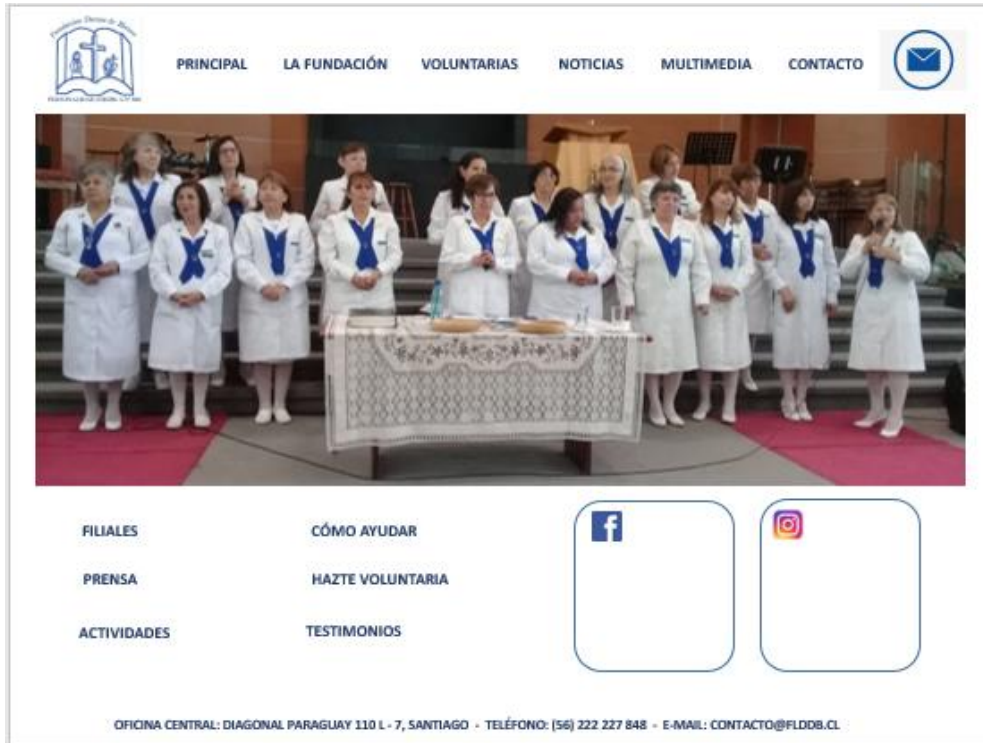 PRINCIPAL
LA FUNDACIÓN
VOLUNTARIAS
NOTICIAS
MULTIMEDIA
CONTACTO
FILIALES
CÓMO AYUDAR
PRENSA
HAZTE VOLUNTARIA
ACTIVIDADES
TESTIMONIOS
OFICINA CENTRAL: DIAGONAL PARAGUAY 110 L - 7, SANTIAGO - TELÉFONO: (56) 222 227 848 - E-MAIL: CONTACTO@FLDDB.CL